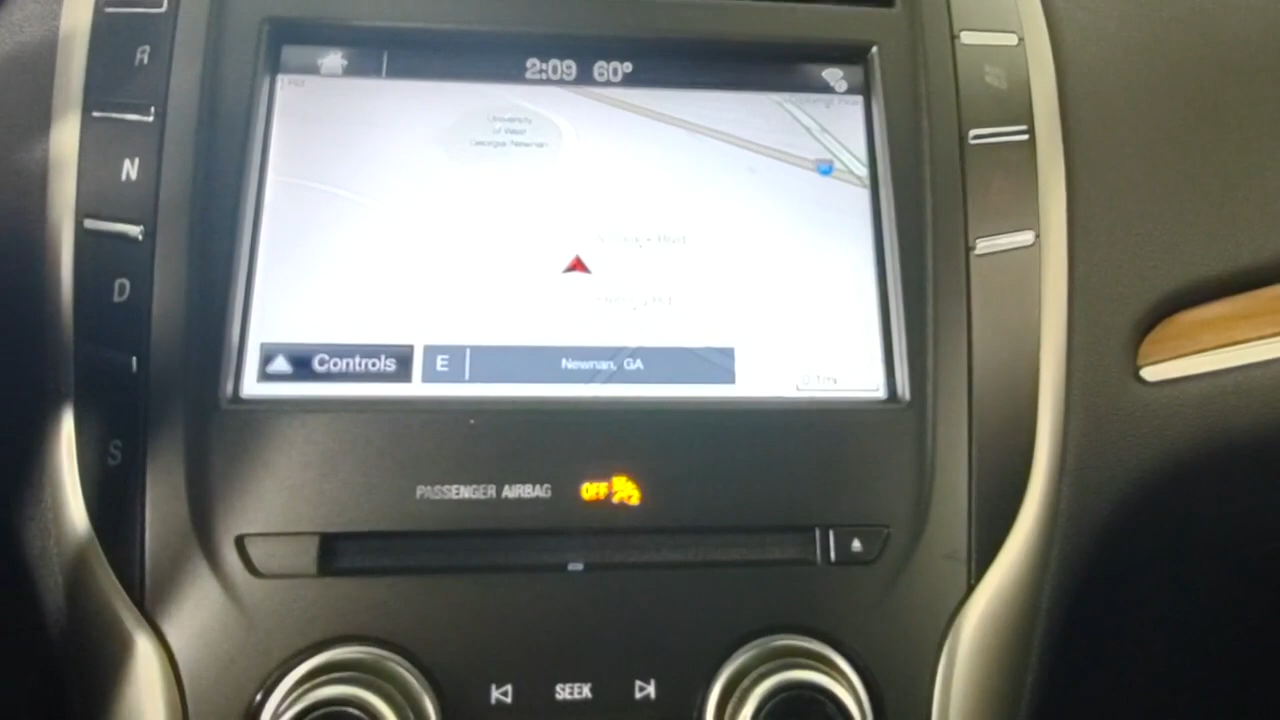 R
N
D
S
2:09 60°
University
of West
Georgia-Newnan
Controls
E
Newnan, GA
PASSENGER AIRBAG
OFF
SEEK